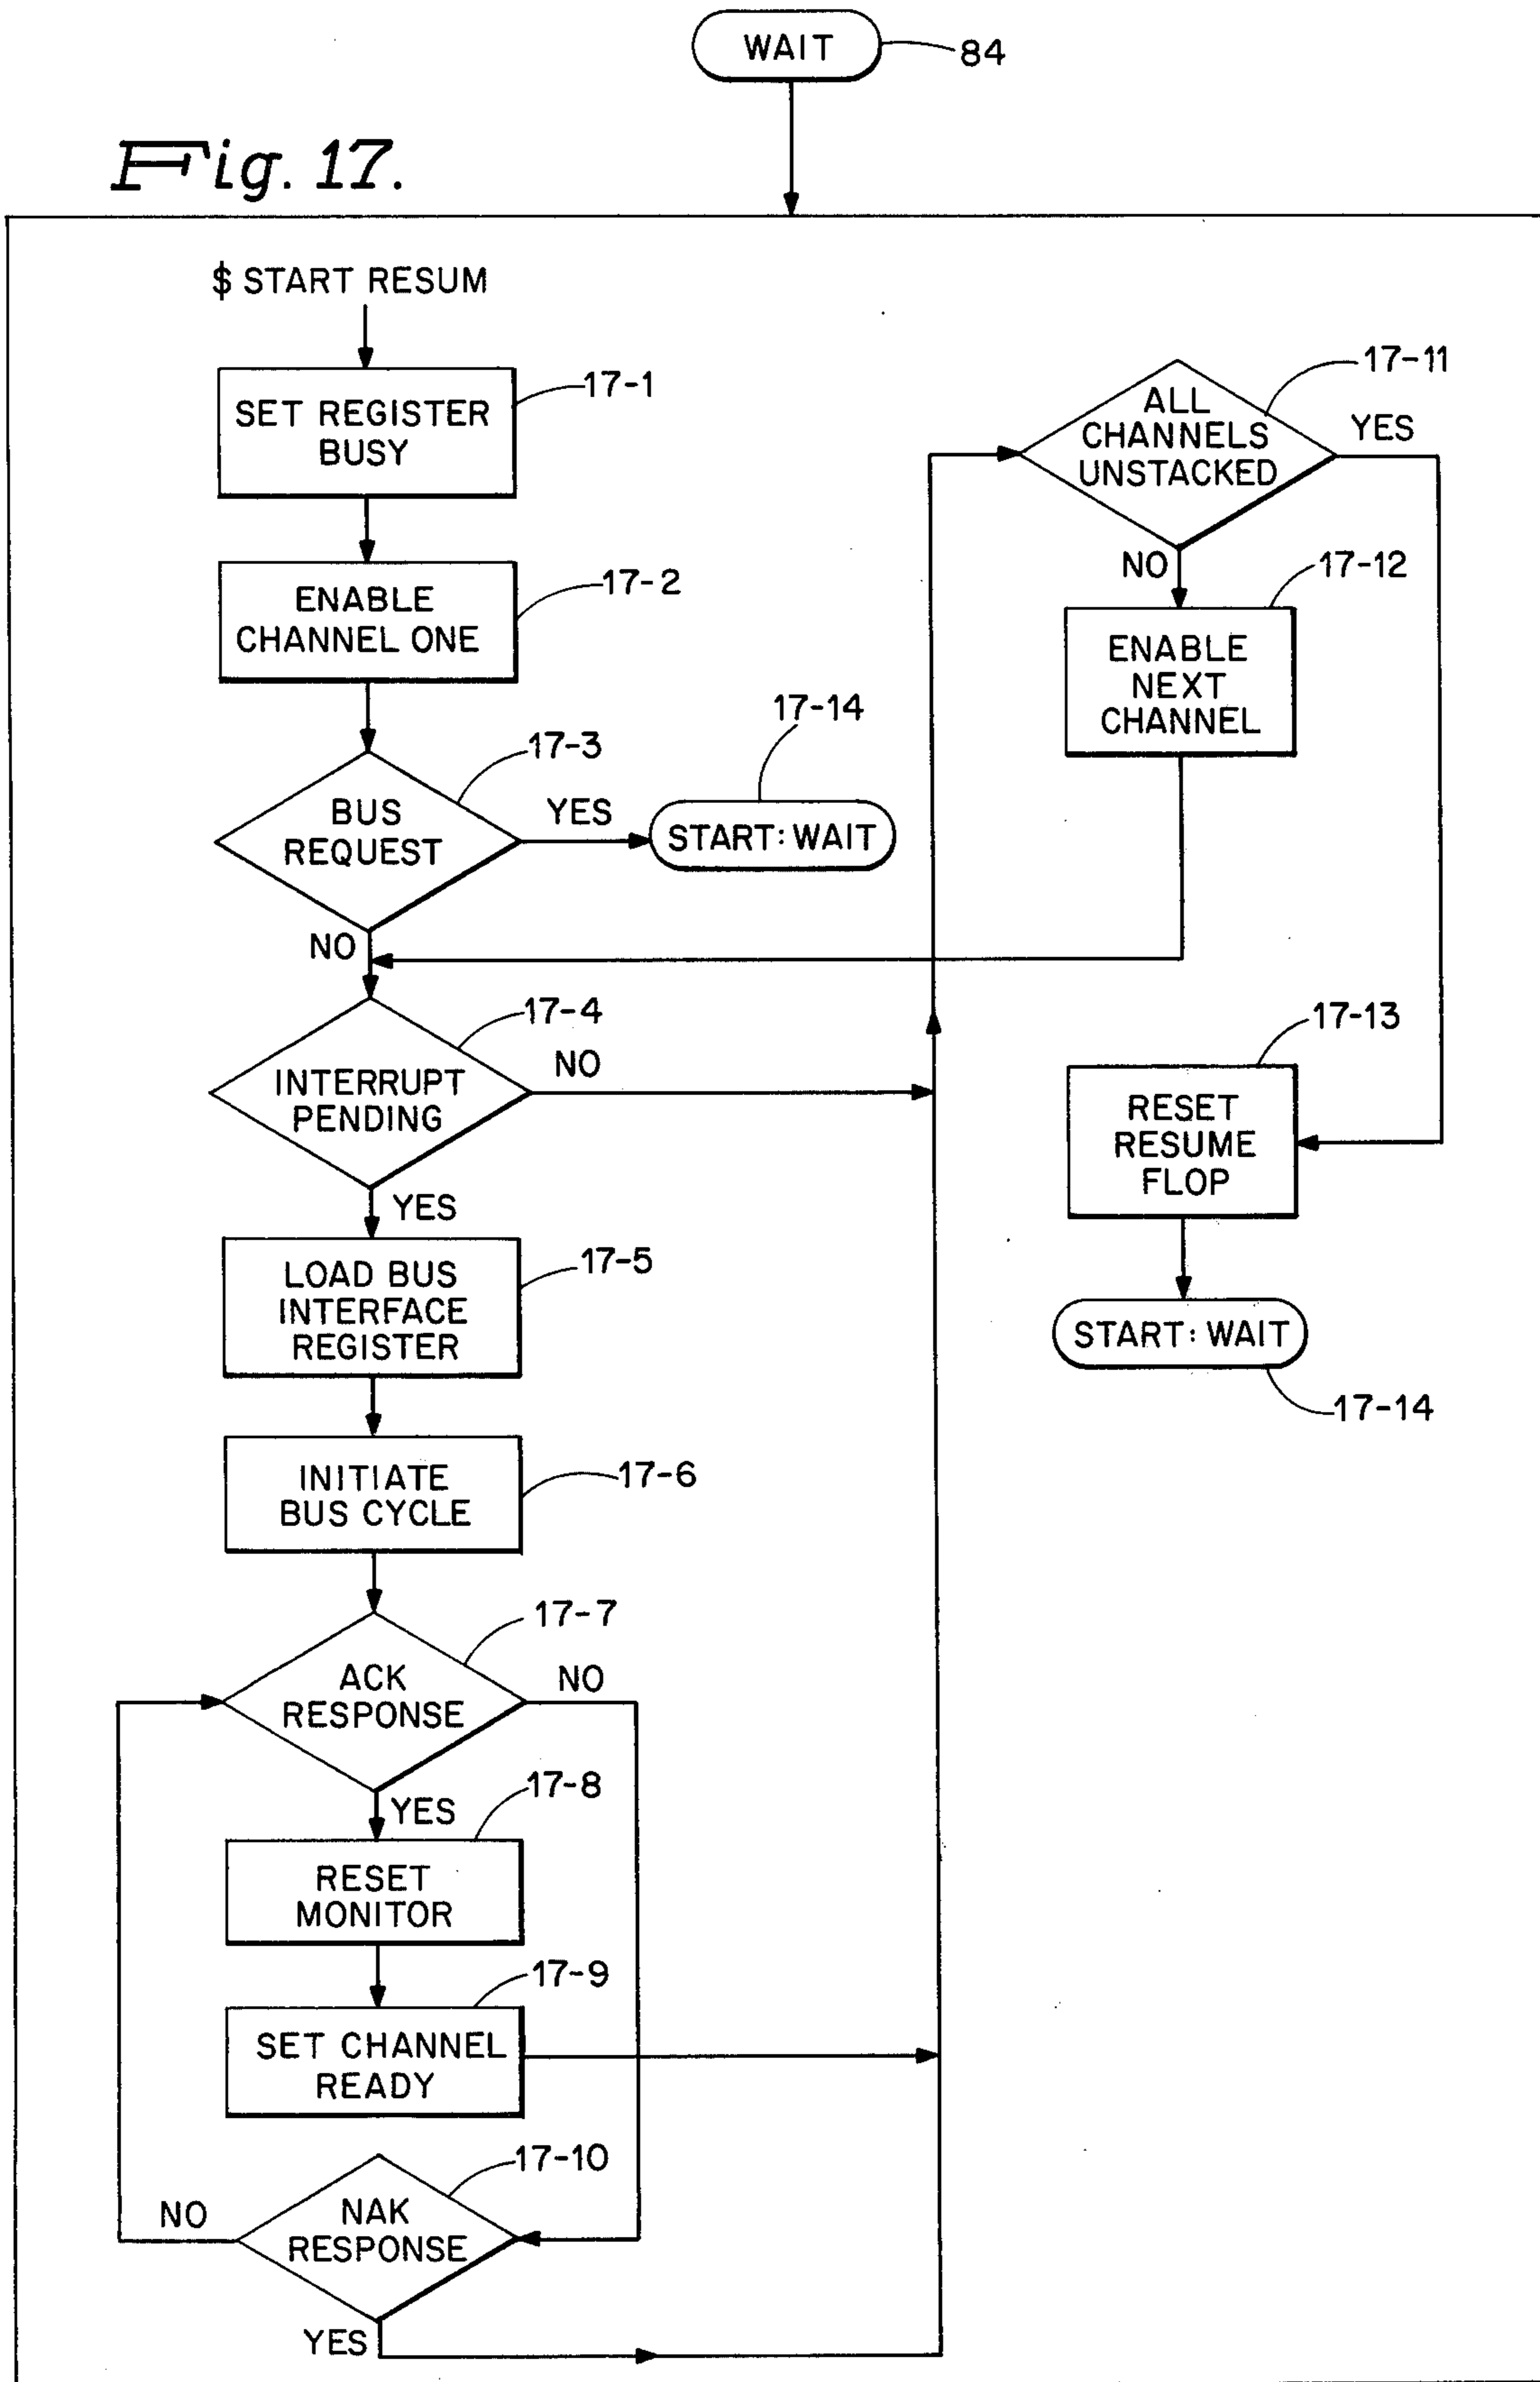 WAIT
84
Fig. 17.
$ START RESUM
SET REGISTER
BUSY
17-1
ENABLE
CHANNEL ONE
17-2
BUS
REQUEST
17-3
YES
START: WAIT
17-14
NO
INTERRUPT
PENDING
17-4
NO
YES
LOAD BUS
INTERFACE
REGISTER
17-5
INITIATE
BUS CYCLE
17-6
ACK
RESPONSE
17-7
NO
YES
RESET
MONITOR
17-8
SET CHANNEL
READY
17-9
NAK
RESPONSE
17-10
NO
YES
ALL
CHANNELS
UNSTACKED
17-11
YES
NO
ENABLE
NEXT
CHANNEL
17-12
RESET
RESUME
FLOP
17-13
START: WAIT
17-14